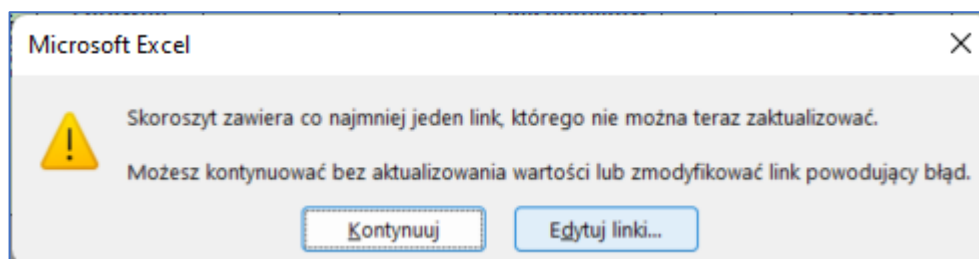 Microsoft Excel
Skoroszyt zawiera co najmniej jeden link, którego nie można teraz zaktualizować.
Możesz kontynuować bez aktualizowania wartości lub zmodyfikować link powodujący błąd.
Kontynuuj
Edytuj linki...